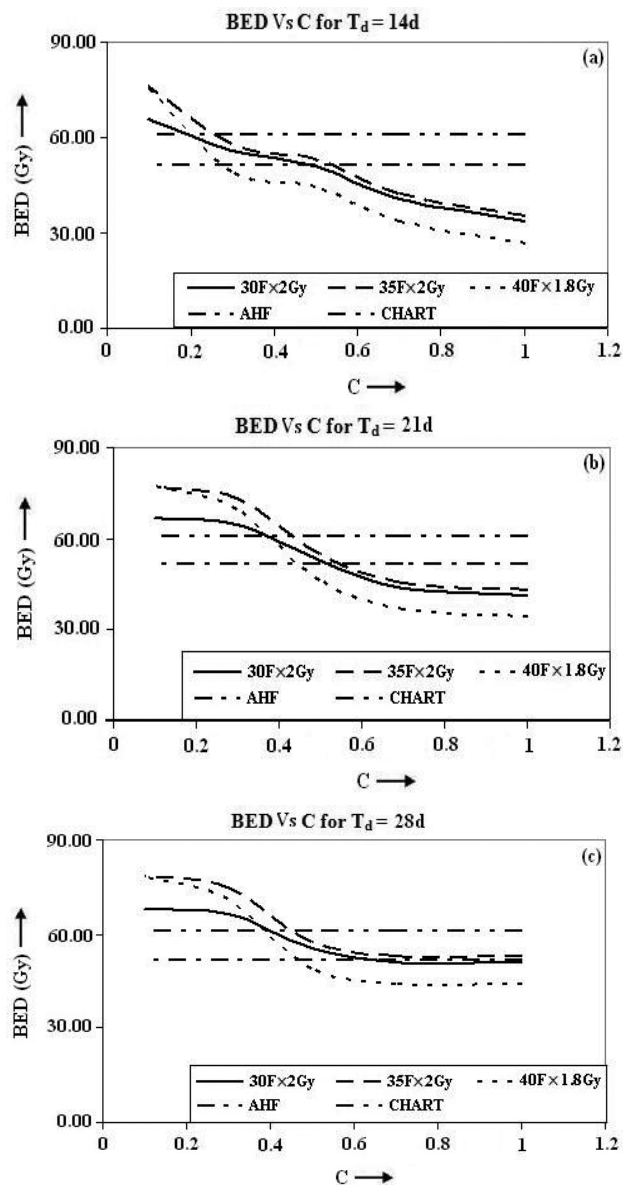 BED Vs C for Td = 14d
(a)
90.00
60.00
30.00
0.00
BED (Gy)
30F×2Gy 35F×2Gy 40F×1.8Gy
AHF CHART
0 0.2 0.4 0.6 0.8 1 1.2
C
BED Vs C for Td = 21d
(b)
90.00
60.00
30.00
0.00
BED (Gy)
30F×2Gy 35F×2Gy 40F×1.8Gy
AHF CHART
0 0.2 0.4 0.6 0.8 1 1.2
C
BED Vs C for Td = 28d
(c)
90.00
60.00
30.00
0.00
BED (Gy)
30F×2Gy 35F×2Gy 40F×1.8Gy
AHF CHART
0 0.2 0.4 0.6 0.8 1 1.2
C